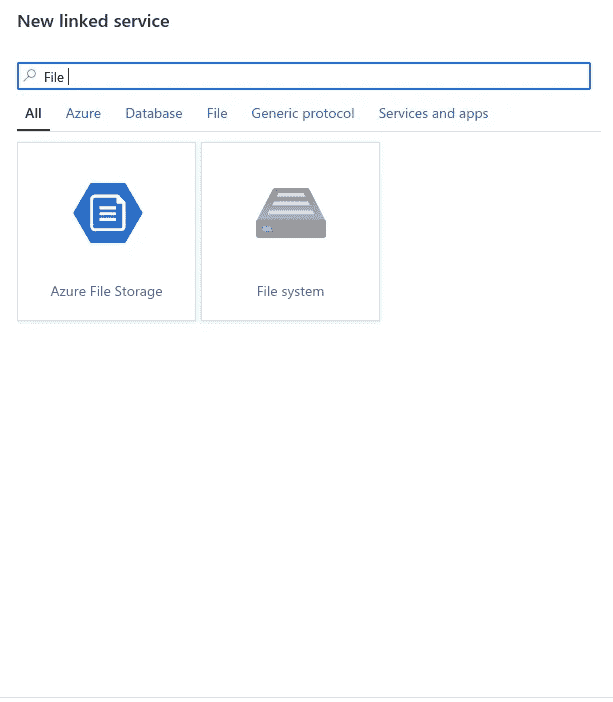 New linked service
File
All Azure Database File Generic protocol Services and apps
Azure File Storage File system